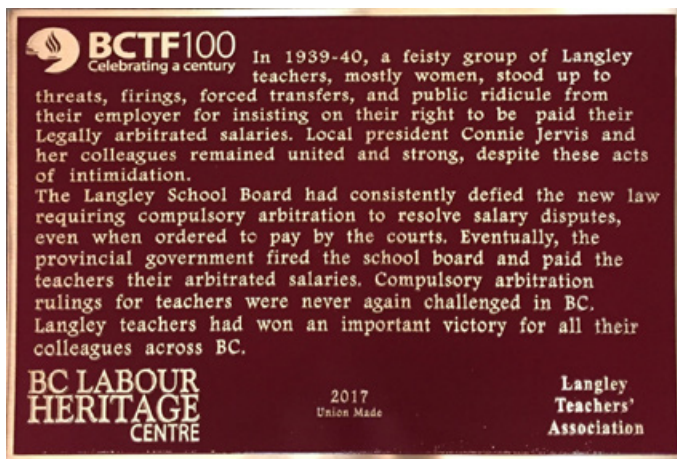 BCTF100
Celebrating a century
In 1939-40, a feisty group of Langley
teachers, mostly women, stood up to
threats, firings, forced transfers, and public ridicule from
their employer for insisting on their right to be paid their
Legally arbitrated salaries. Local president Connie Jervis and
her colleagues remained united and strong, despite these acts
of intimidation.
The Langley School Board had consistently defied the new law
requiring compulsory arbitration to resolve salary disputes,
even when ordered to pay by the courts. Eventually, the
provincial government fired the school board and paid the
teachers their arbitrated salaries. Compulsory arbitration
rulings for teachers were never again challenged in BC.
Langley teachers had won an important victory for all their
colleagues across BC.
BC LABOUR
HERITAGE
CENTRE
2017
Union Made
Langley
Teachers'
Association